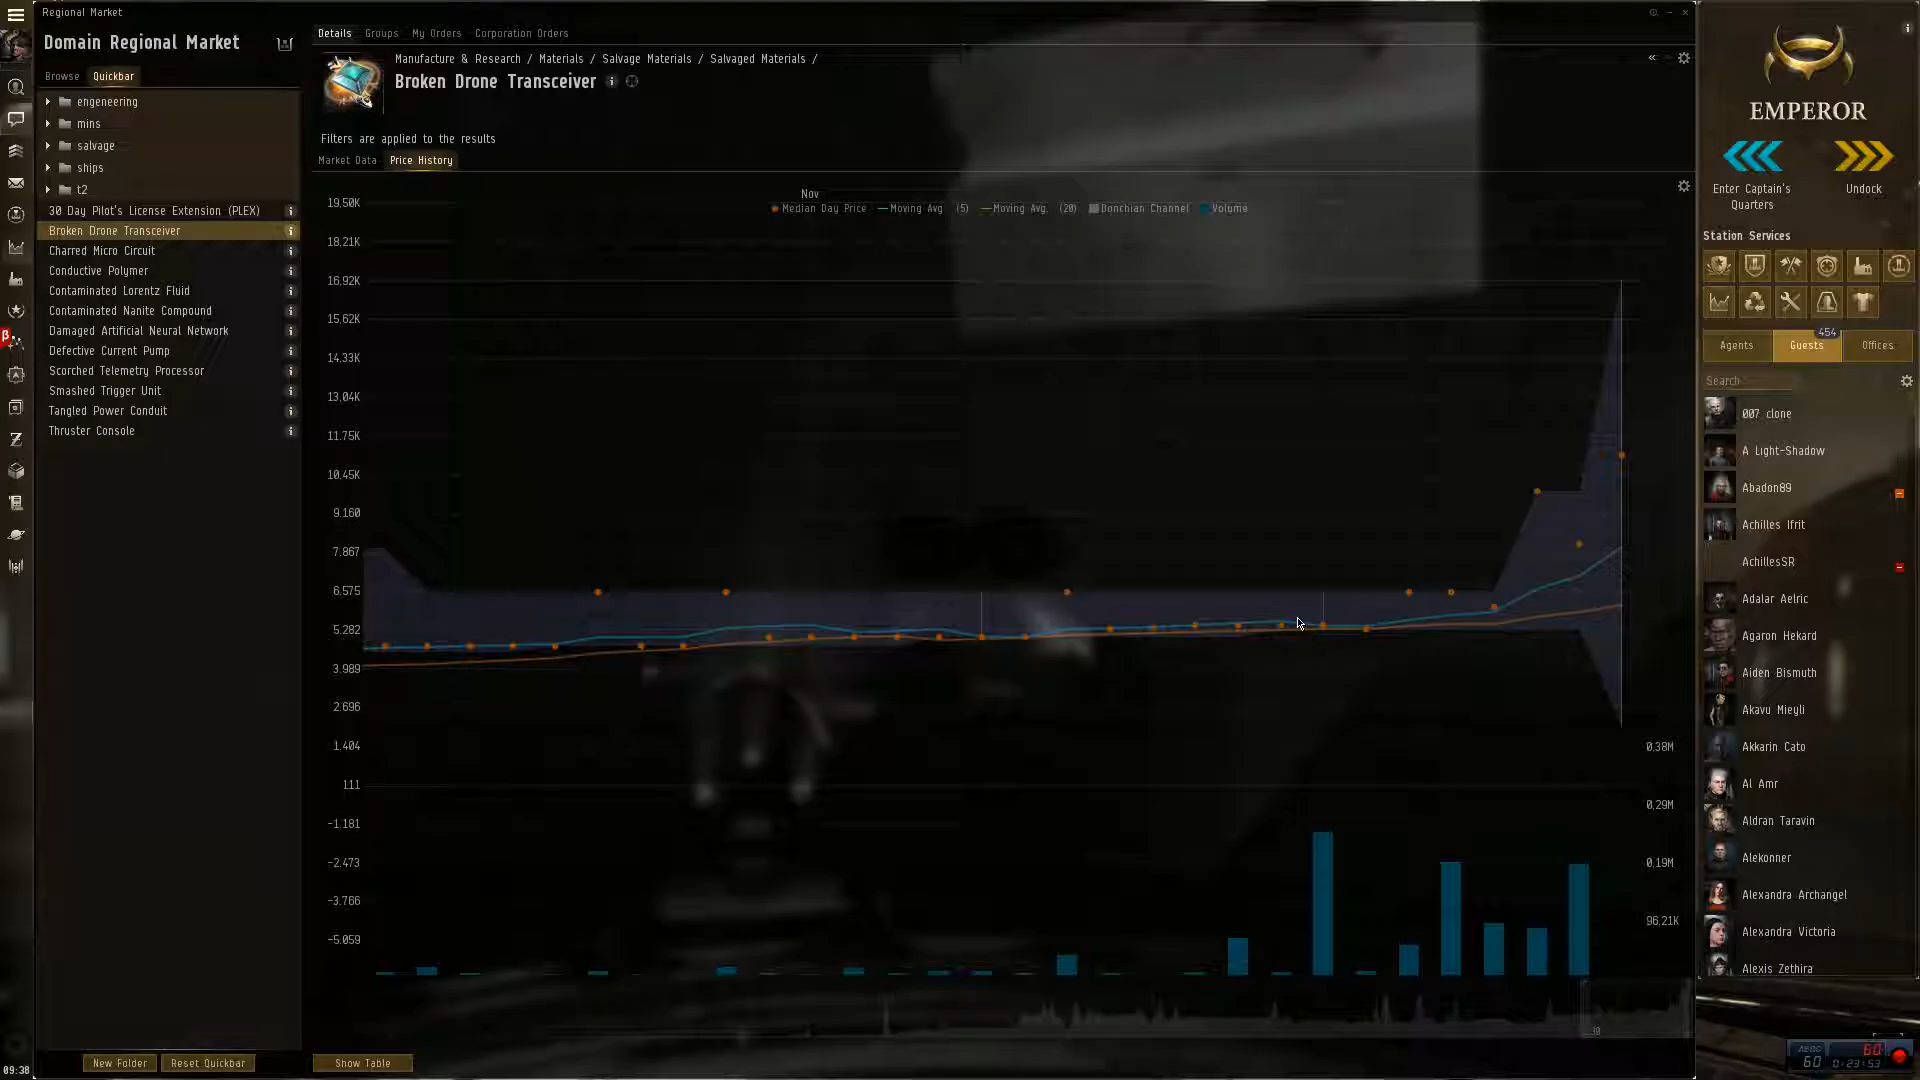 Regional Market
Domain Regional Market
Browse Quickbar
engeneering
mins
salvage
ships
t2
30 Day Pilot's License Extension (PLEX)
Broken Drone Transceiver
Charred Micro Circuit
Conductive Polymer
Contaminated Lorentz Fluid
Contaminated Nanite Compound
Damaged Artificial Neural Network
Defective Current Pump
Scorched Telemetry Processor
Smashed Trigger Unit
Tangled Power Conduit
Thruster Console
New Folder Reset Quickbar
09:38
Details Groups My Orders Corporation Orders
Manufacture & Research / Materials / Salvage Materials / Salvaged Materials /
Broken Drone Transceiver
Filters are applied to the results
Market Data Price History
Nov
Median Day Price Moving Avg. (5) Moving Avg. (20) Donchian Channel Volume
19,50K
18,21K
16,92K
15,62K
14,33K
13,04K
11,75K
10,45K
9.160
7.867
6.575
5.282
3.989
2.696
1.404
111
-1.181
-2.473
-3.766
-5.059
0,38M
0,29M
0,19M
96,21K
Show Table
EMPEROR
Enter Captain's Quarters
Undock
Station Services
454
Agents Guests Offices
Search
007 clone
A Light-Shadow
Abadon89
Achilles Ifrit
AchillesSR
Adalar Aelric
Agaron Hekard
Aiden Bismuth
Akavu Mieyli
Akkarin Cato
Al Amr
Aldran Taravin
Alekonner
Alexandra Archangel
Alexandra Victoria
Alexis Zethira
60
60
0:23:53